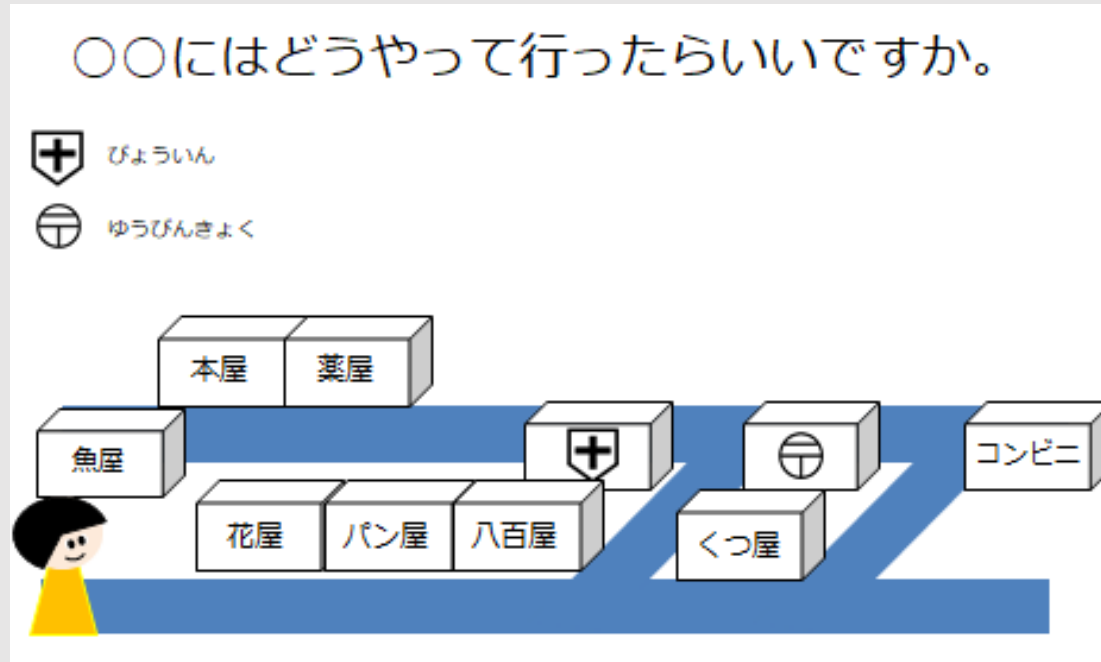 ○○にはどうやって行ったらいいですか。
びょういん
ゆうびんきょく
本屋
薬屋
魚屋
コンビニ
花屋
パン屋
八百屋
くつ屋